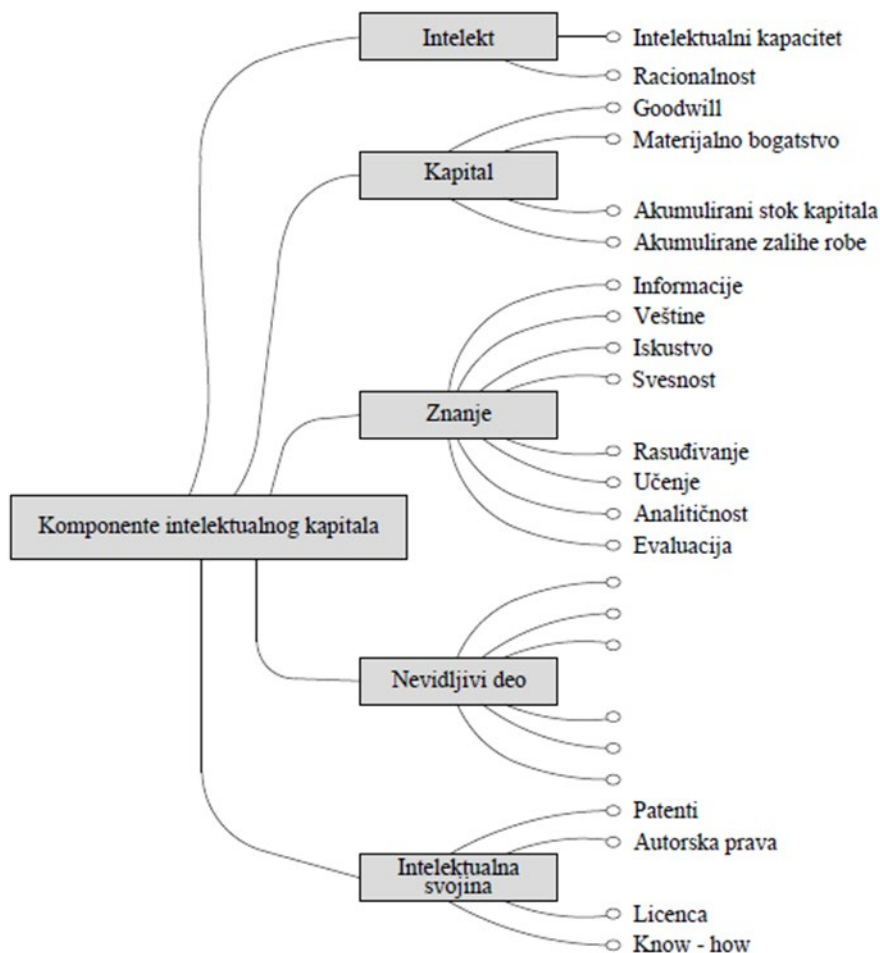 Intelekt
Intelektualni kapacitet
Racionalnost
Goodwill
Materijalno bogatstvo
Kapital
Akumulirani stok kapitala
Akumulirane zalihe robe
Informacije
Veštine
Iskustvo
Svesnost
Znanje
Rasuđivanje
Učenje
Analitičnost
Evaluacija
Komponente intelektualnog kapitala
Nevidljivi deo
Patenti
Autorska prava
Intelektualna
svojina
Licenca
Know - how